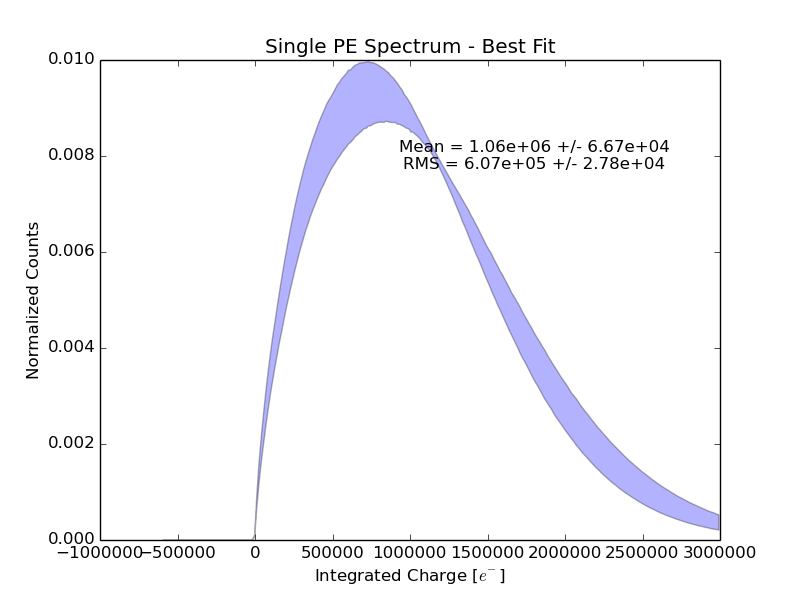 Single PE Spectrum - Best Fit
0.010
0.008
0.006
0.004
0.002
0.000
Normalized Counts
Mean = 1.06e+06 +/- 6.67e+04
RMS = 6.07e+05 +/- 2.78e+04
−1000000 −500000 0 500000 1000000 1500000 2000000 2500000 3000000
Integrated Charge [e⁻]